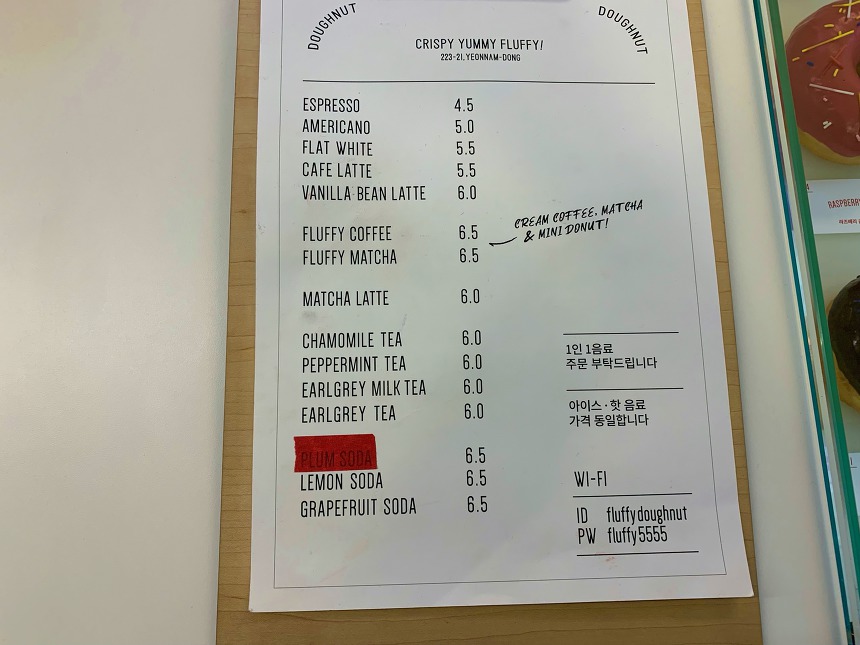 DOUGHNUT DOUGHNUT
CRISPY YUMMY FLUFFY!
223-21, YEONNAM-DONG
ESPRESSO 4.5
AMERICANO 5.0
FLAT WHITE 5.5
CAFE LATTE 5.5
VANILLA BEAN LATTE 6.0
FLUFFY COFFEE 6.5
FLUFFY MATCHA 6.5
CREAM COFFEE, MATCHA
& MINI DONUT!
MATCHA LATTE 6.0
CHAMOMILE TEA 6.0
PEPPERMINT TEA 6.0
EARLGREY MILK TEA 6.0
EARLGREY TEA 6.0
PLUM SODA 6.5
LEMON SODA 6.5
GRAPEFRUIT SODA 6.5
1인 1음료
주문 부탁드립니다
아이스·핫 음료
가격 동일합니다
WI-FI
ID fluffydoughnut
PW fluffy5555
RASPBERRY